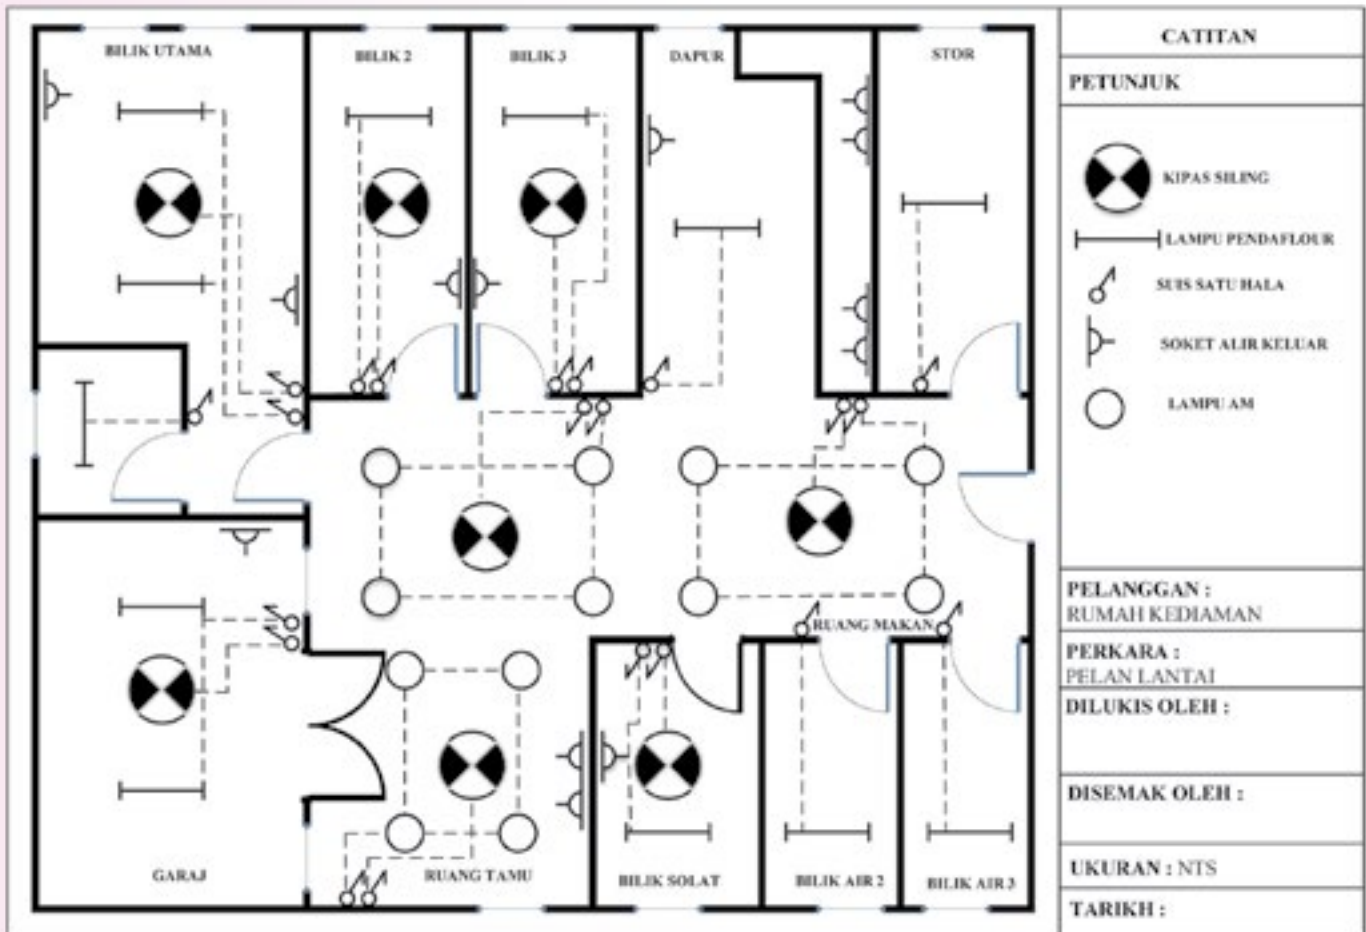 BILIK UTAMA
BILIK 2
BILIK 3
DAPUR
STOR
RUANG MAKAN
GARAJ
RUANG TAMU
BILIK SOLAT
BILIK AIR 2
BILIK AIR 3
CATITAN
PETUNJUK
KIPAS SILING
LAMPU PENDAFLOUR
SUIS SATU HALA
SOKET ALIR KELUAR
LAMPU AM
PELANGGAN :
RUMAH KEDIAMAN
PERKARA :
PELAN LANTAI
DILUKIS OLEH :
DISEMAK OLEH :
UKURAN : NTS
TARIKH :